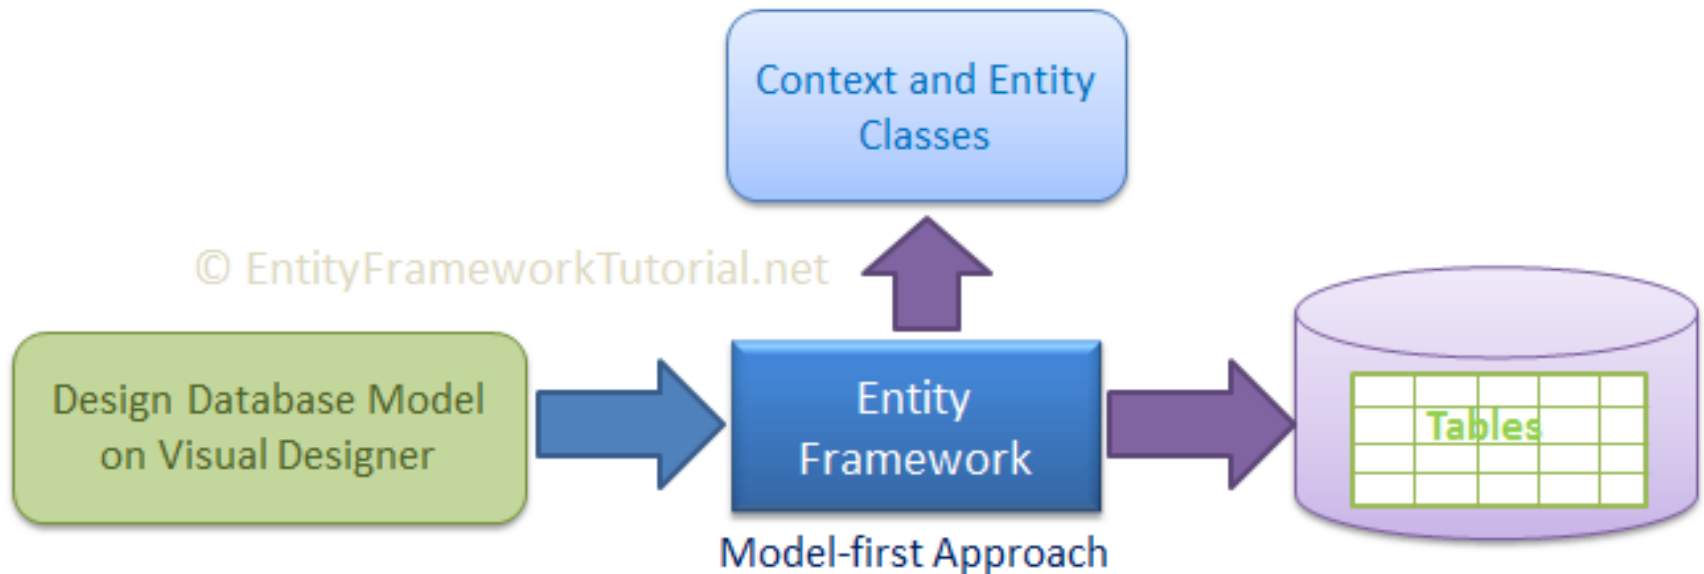 Context and Entity
Classes
© EntityFrameworkTutorial.net
Design Database Model
on Visual Designer
Entity
Framework
Tables
Model-first Approach